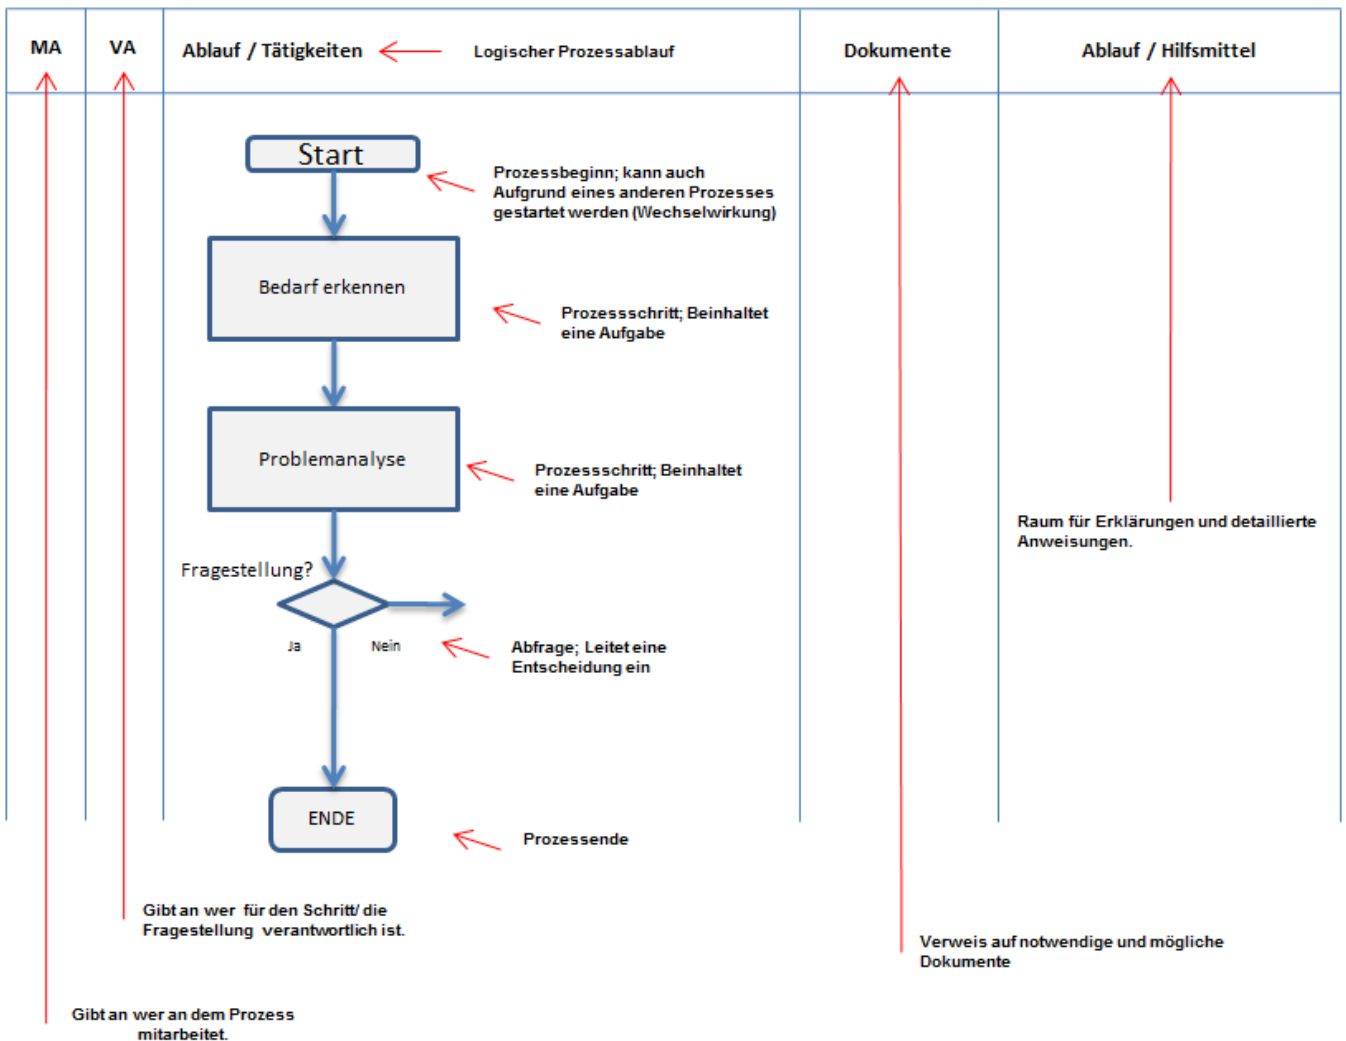 MA
VA
Ablauf / Tätigkeiten
Logischer Prozessablauf
Dokumente
Ablauf / Hilfsmittel
Start
Prozessbeginn; kann auch
Aufgrund eines anderen Prozesses
gestartet werden (Wechselwirkung)
Bedarf erkennen
Prozessschritt; Beinhaltet
eine Aufgabe
Problemanalyse
Prozessschritt; Beinhaltet
eine Aufgabe
Raum für Erklärungen und detaillierte
Anweisungen.
Fragestellung?
Ja
Nein
Abfrage; Leitet eine
Entscheidung ein
ENDE
Prozessende
Gibt an wer für den Schritt/ die
Fragestellung verantwortlich ist.
Verweis auf notwendige und mögliche
Dokumente
Gibt an wer an dem Prozess
mitarbeitet.